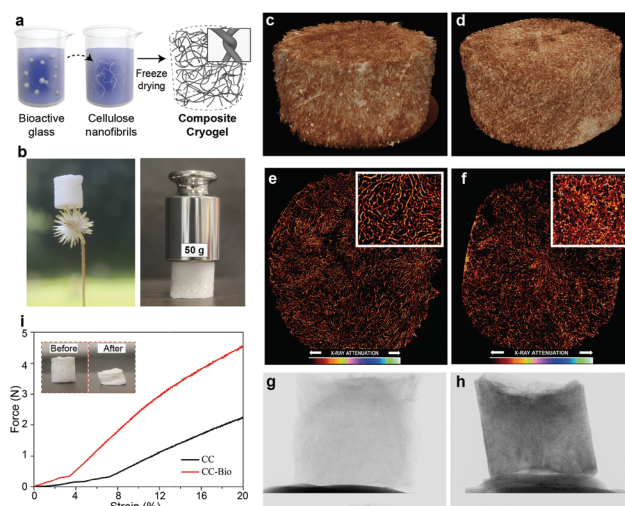 a
Bioactive
glass
Cellulose
nanofibrils
Freeze
drying
Composite
Cryogel
b
50 g
c
d
e
X-RAY ATTENUATION
f
X-RAY ATTENUATION
g
h
i
Before
After
Force (N)
5
4
3
2
1
0
CC
CC-Bio
0
4
8
12
16
20
Strain (%)